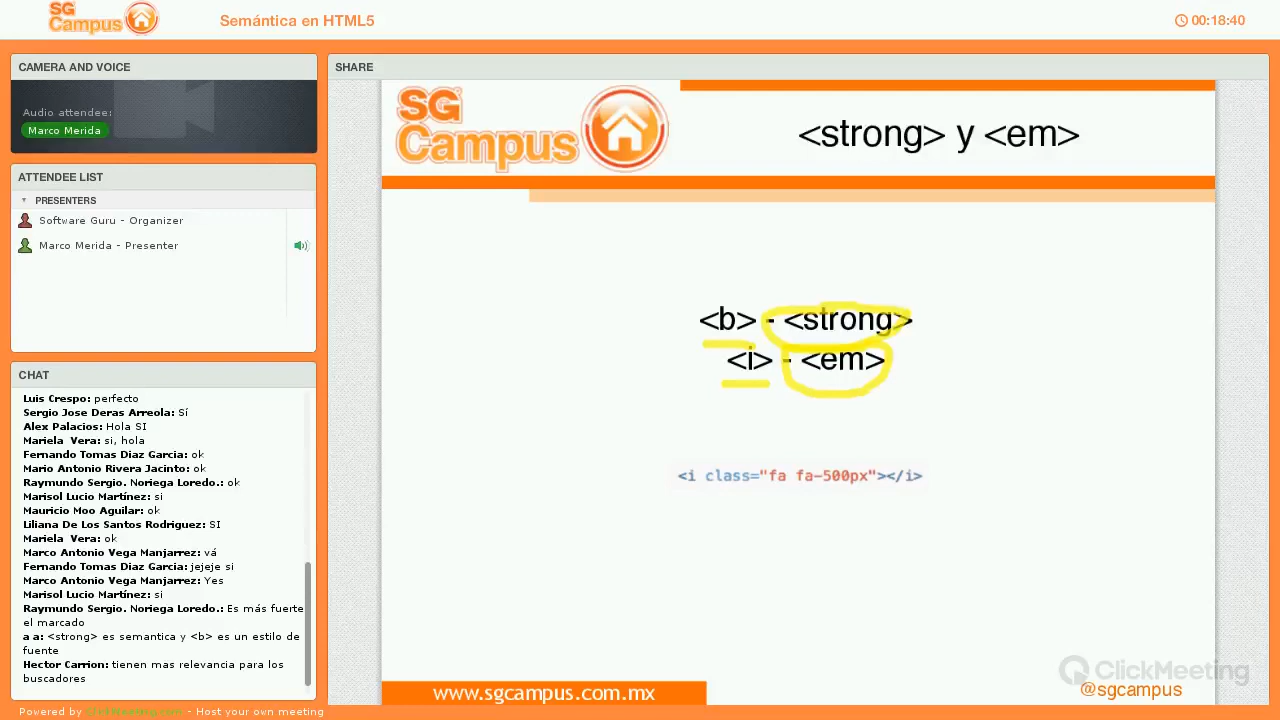 SG
Campus
Semántica en HTML5
00:18:40
CAMERA AND VOICE
Audio attendee:
Marco Merida
ATTENDEE LIST
PRESENTERS
Software Guru - Organizer
Marco Merida - Presenter
CHAT
Luis Crespo: perfecto
Sergio Jose Deras Arreola: Sí
Alex Palacios: Hola SI
Mariela Vera: si, hola
Fernando Tomas Diaz Garcia: ok
Mario Antonio Rivera Jacinto: ok
Raymundo Sergio. Noriega Loredo.: ok
Marisol Lucio Martínez: si
Mauricio Moo Aguilar: ok
Liliana De Los Santos Rodriguez: SI
Mariela Vera: ok
Marco Antonio Vega Manjarrez: vá
Fernando Tomas Diaz Garcia: jejeje si
Marco Antonio Vega Manjarrez: Yes
Marisol Lucio Martínez: si
Raymundo Sergio. Noriega Loredo.: Es más fuerte
el marcado
a a: <strong> es semantica y <b> es un estilo de
fuente
Hector Carrion: tienen mas relevancia para los
buscadores
Powered by ClickMeeting.com - Host your own meeting
SHARE
SG
Campus
<strong> y <em>
<b> - <strong>
<i> - <em>
<i class="fa fa-500px"></i>
www.sgcampus.com.mx
ClickMeeting
@sgcampus